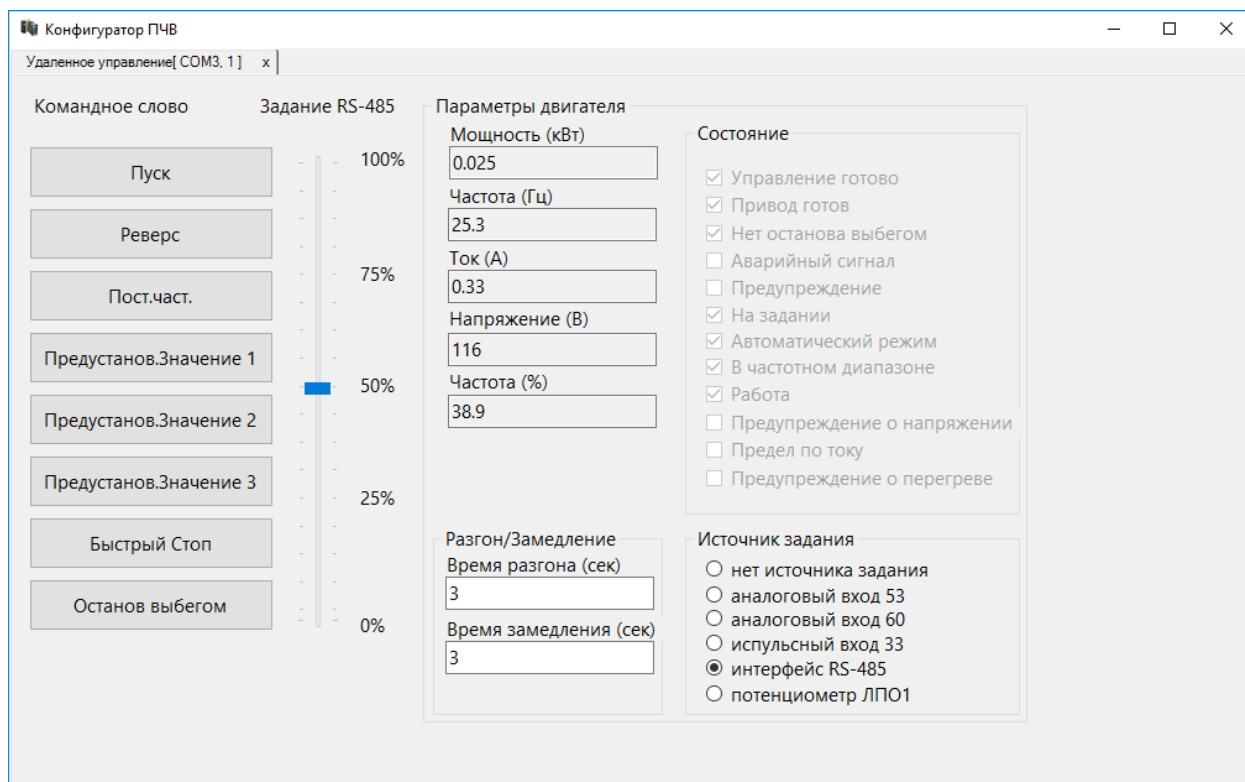 Конфигуратор ПЧВ
Удаленное управление[ COM3, 1 ] x
Командное слово
Задание RS-485
Пуск
Реверс
Пост.част.
Предустанов.Значение 1
Предустанов.Значение 2
Предустанов.Значение 3
Быстрый Стоп
Останов выбегом
100%
75%
50%
25%
0%
Параметры двигателя
Мощность (кВт)
0.025
Частота (Гц)
25.3
Ток (А)
0.33
Напряжение (В)
116
Частота (%)
38.9
Состояние
Управление готово
Привод готов
Нет останова выбегом
Аварийный сигнал
Предупреждение
На задании
Автоматический режим
В частотном диапазоне
Работа
Предупреждение о напряжении
Предел по току
Предупреждение о перегреве
Разгон/Замедление
Время разгона (сек)
3
Время замедления (сек)
3
Источник задания
нет источника задания
аналоговый вход 53
аналоговый вход 60
испульсный вход 33
интерфейс RS-485
потенциометр ЛПО1